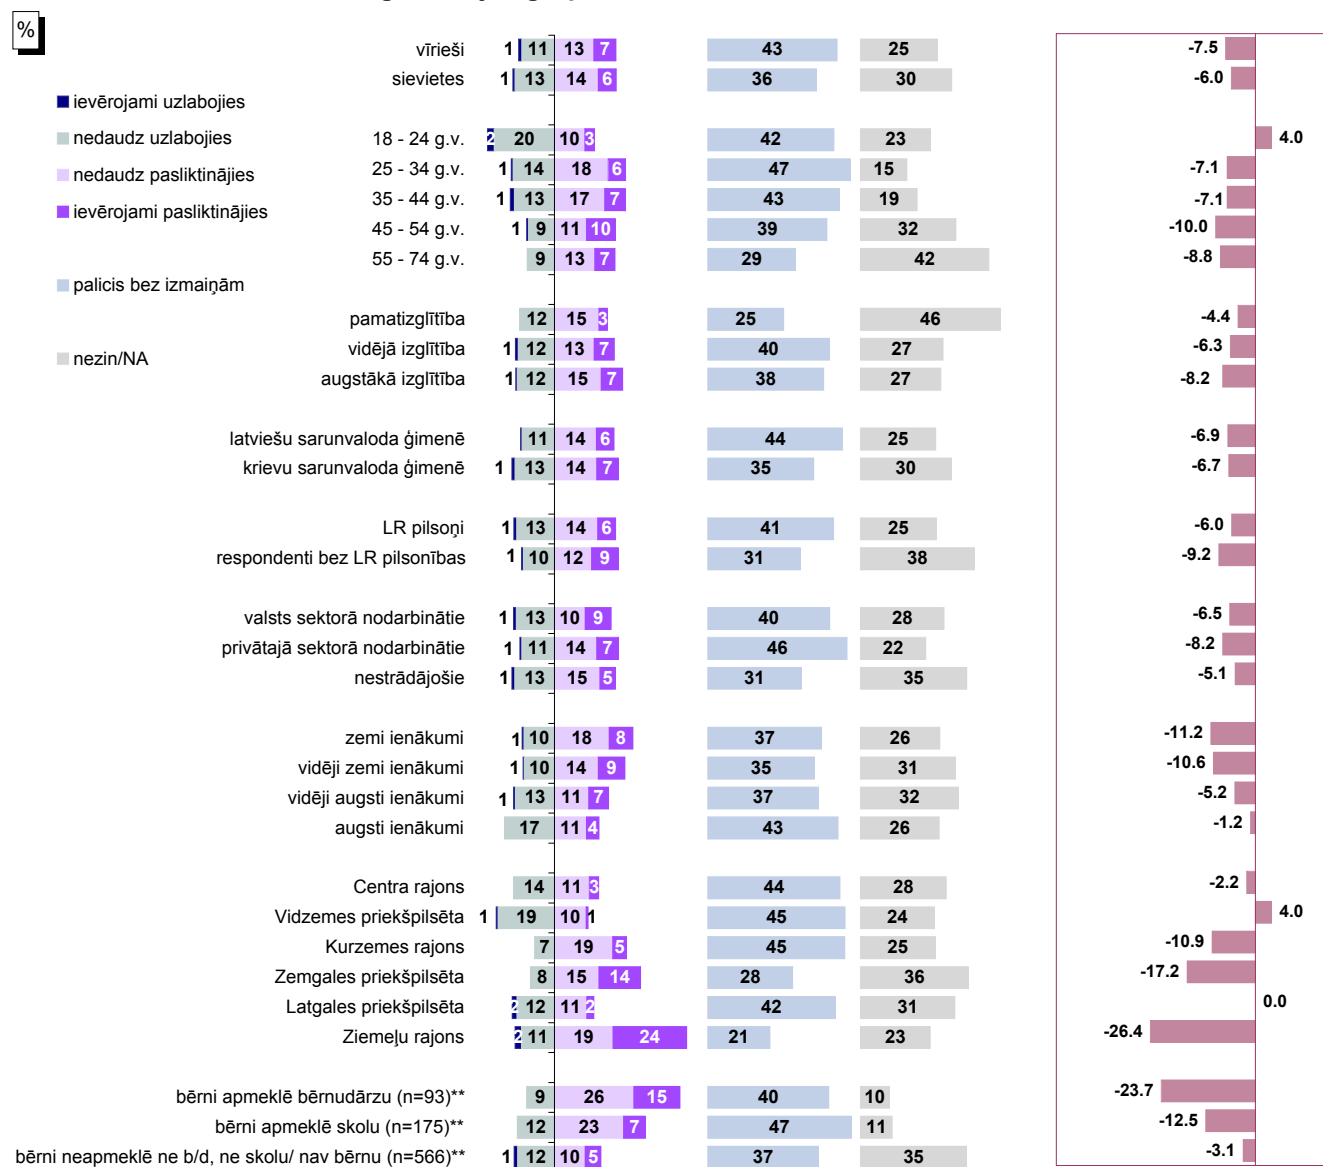 %
vīrieši 1 11 13 7 43 25 -7.5
sievietes 1 13 14 6 36 30 -6.0
ievērojami uzlabojies
nedaudz uzlabojies
nedaudz pasliktinājies
ievērojami pasliktinājies
palicis bez izmaiņām
nezin/NA
18 - 24 g.v. 2 20 10 3 42 23 4.0
25 - 34 g.v. 1 14 18 6 47 15 -7.1
35 - 44 g.v. 1 13 17 7 43 19 -7.1
45 - 54 g.v. 1 9 11 10 39 32 -10.0
55 - 74 g.v. 9 13 7 29 42 -8.8
pamatizglītība 12 15 3 25 46 -4.4
vidējā izglītība 1 12 13 7 40 27 -6.3
augstākā izglītība 1 12 15 7 38 27 -8.2
latviešu sarunvaloda ģimenē 11 14 6 44 25 -6.9
krievu sarunvaloda ģimenē 1 13 14 7 35 30 -6.7
LR pilsoņi 1 13 14 6 41 25 -6.0
respondenti bez LR pilsonības 1 10 12 9 31 38 -9.2
valsts sektorā nodarbinātie 1 13 10 9 40 28 -6.5
privātajā sektorā nodarbinātie 1 11 14 7 46 22 -8.2
nestrādājošie 1 13 15 5 31 35 -5.1
zemi ienākumi 1 10 18 8 37 26 -11.2
vidēji zemi ienākumi 1 10 14 9 35 31 -10.6
vidēji augsti ienākumi 1 13 11 7 37 32 -5.2
augsti ienākumi 17 11 4 43 26 -1.2
Centra rajons 14 11 3 44 28 -2.2
Vidzemes priekšpilsēta 1 19 10 1 45 24 4.0
Kurzemes rajons 7 19 5 45 25 -10.9
Zemgales priekšpilsēta 8 15 14 28 36 -17.2
Latgales priekšpilsēta 2 12 11 2 42 31 0.0
Ziemeļu rajons 2 11 19 24 21 23 -26.4
bērni apmeklē bērnudārzu (n=93)** 9 26 15 40 10 -23.7
bērni apmeklē skolu (n=175)** 12 23 7 47 11 -12.5
bērni neapmeklē ne b/d, ne skolu/ nav bērnu (n=566)** 1 12 10 5 37 35 -3.1